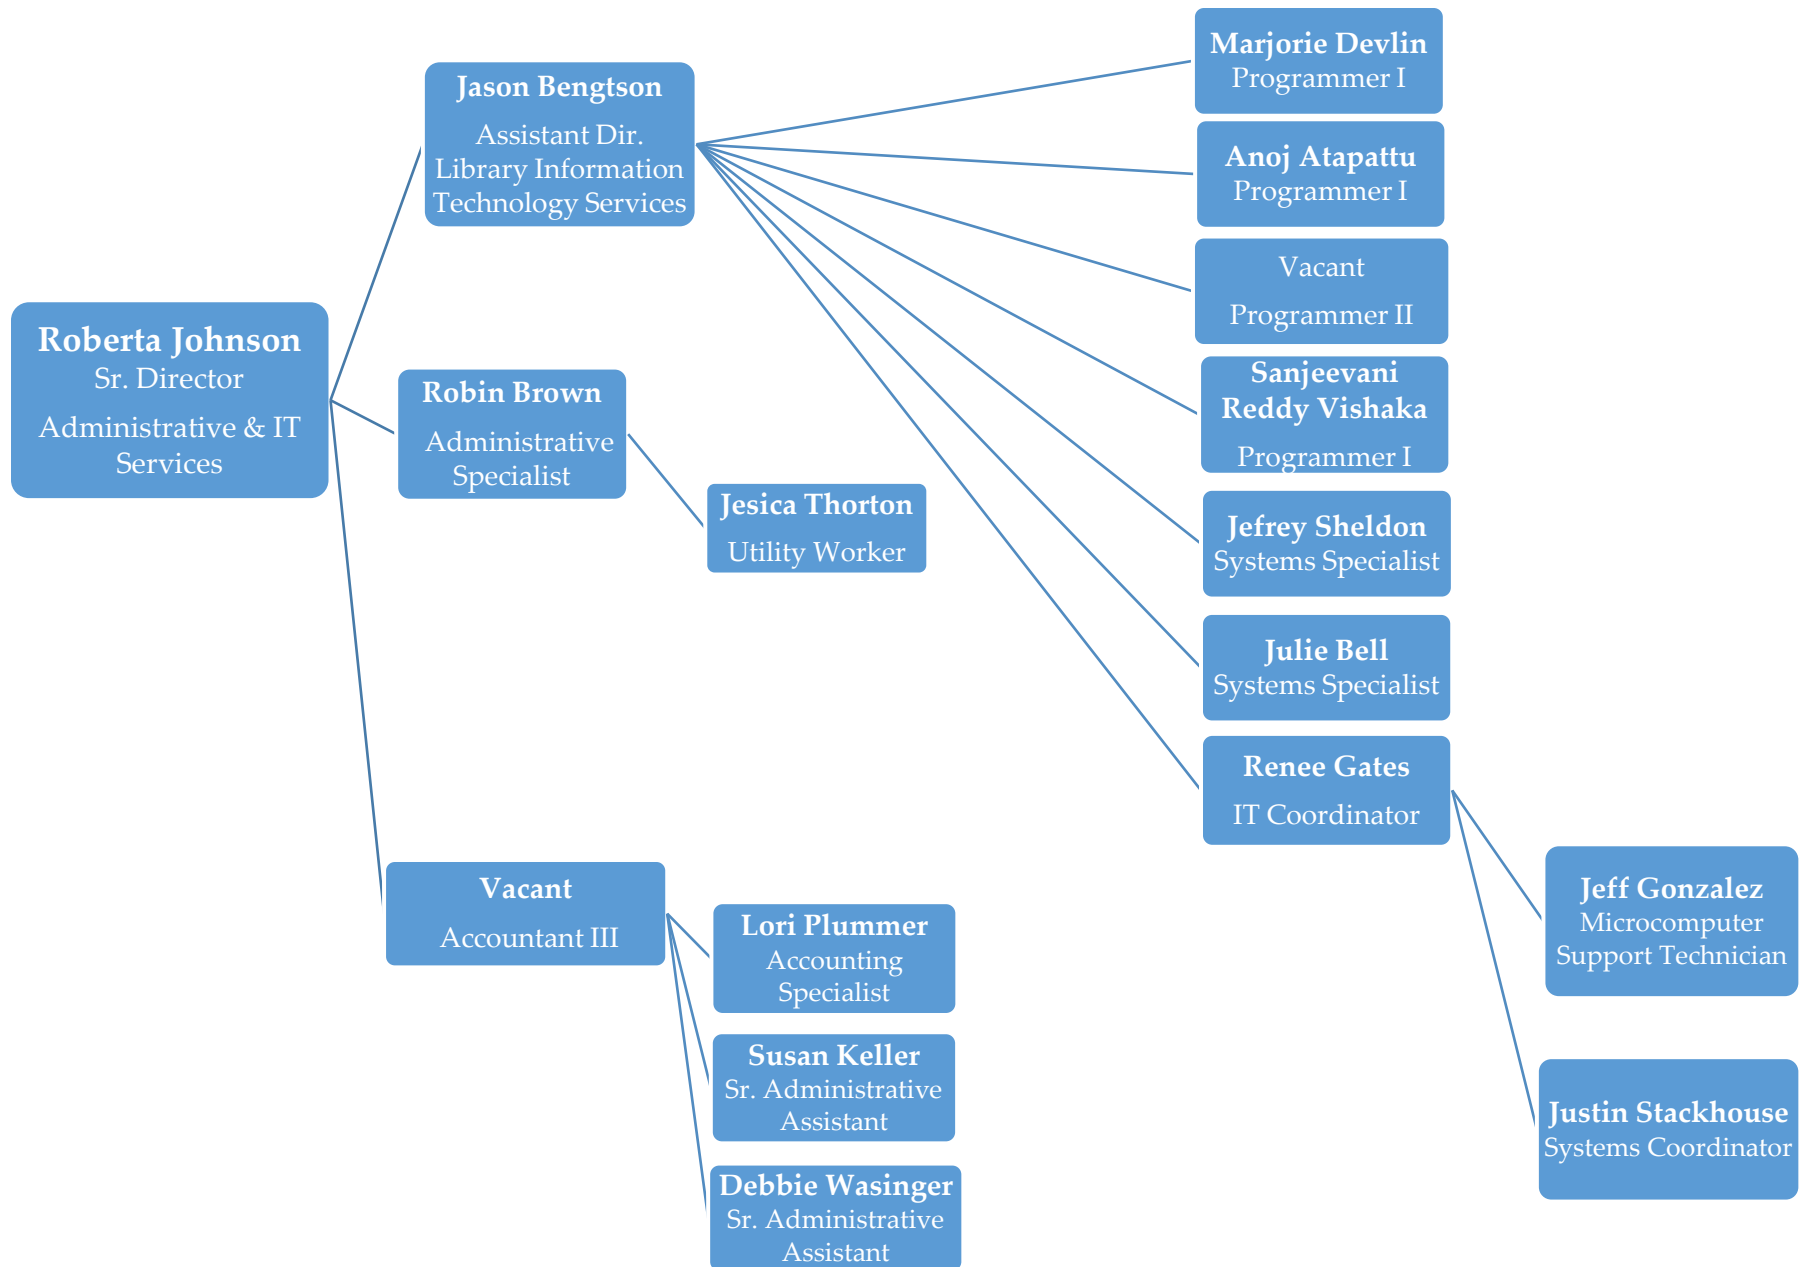 Roberta Johnson
Sr. Director
Administrative & IT
Services
Jason Bengtson
Assistant Dir.
Library Information
Technology Services
Robin Brown
Administrative
Specialist
Jesica Thorton
Utility Worker
Vacant
Accountant III
Lori Plummer
Accounting
Specialist
Susan Keller
Sr. Administrative
Assistant
Debbie Wasinger
Sr. Administrative
Assistant
Marjorie Devlin
Programmer I
Anoj Atapattu
Programmer I
Vacant
Programmer II
Sanjeevani
Reddy Vishaka
Programmer I
Jefrey Sheldon
Systems Specialist
Julie Bell
Systems Specialist
Renee Gates
IT Coordinator
Jeff Gonzalez
Microcomputer
Support Technician
Justin Stackhouse
Systems Coordinator